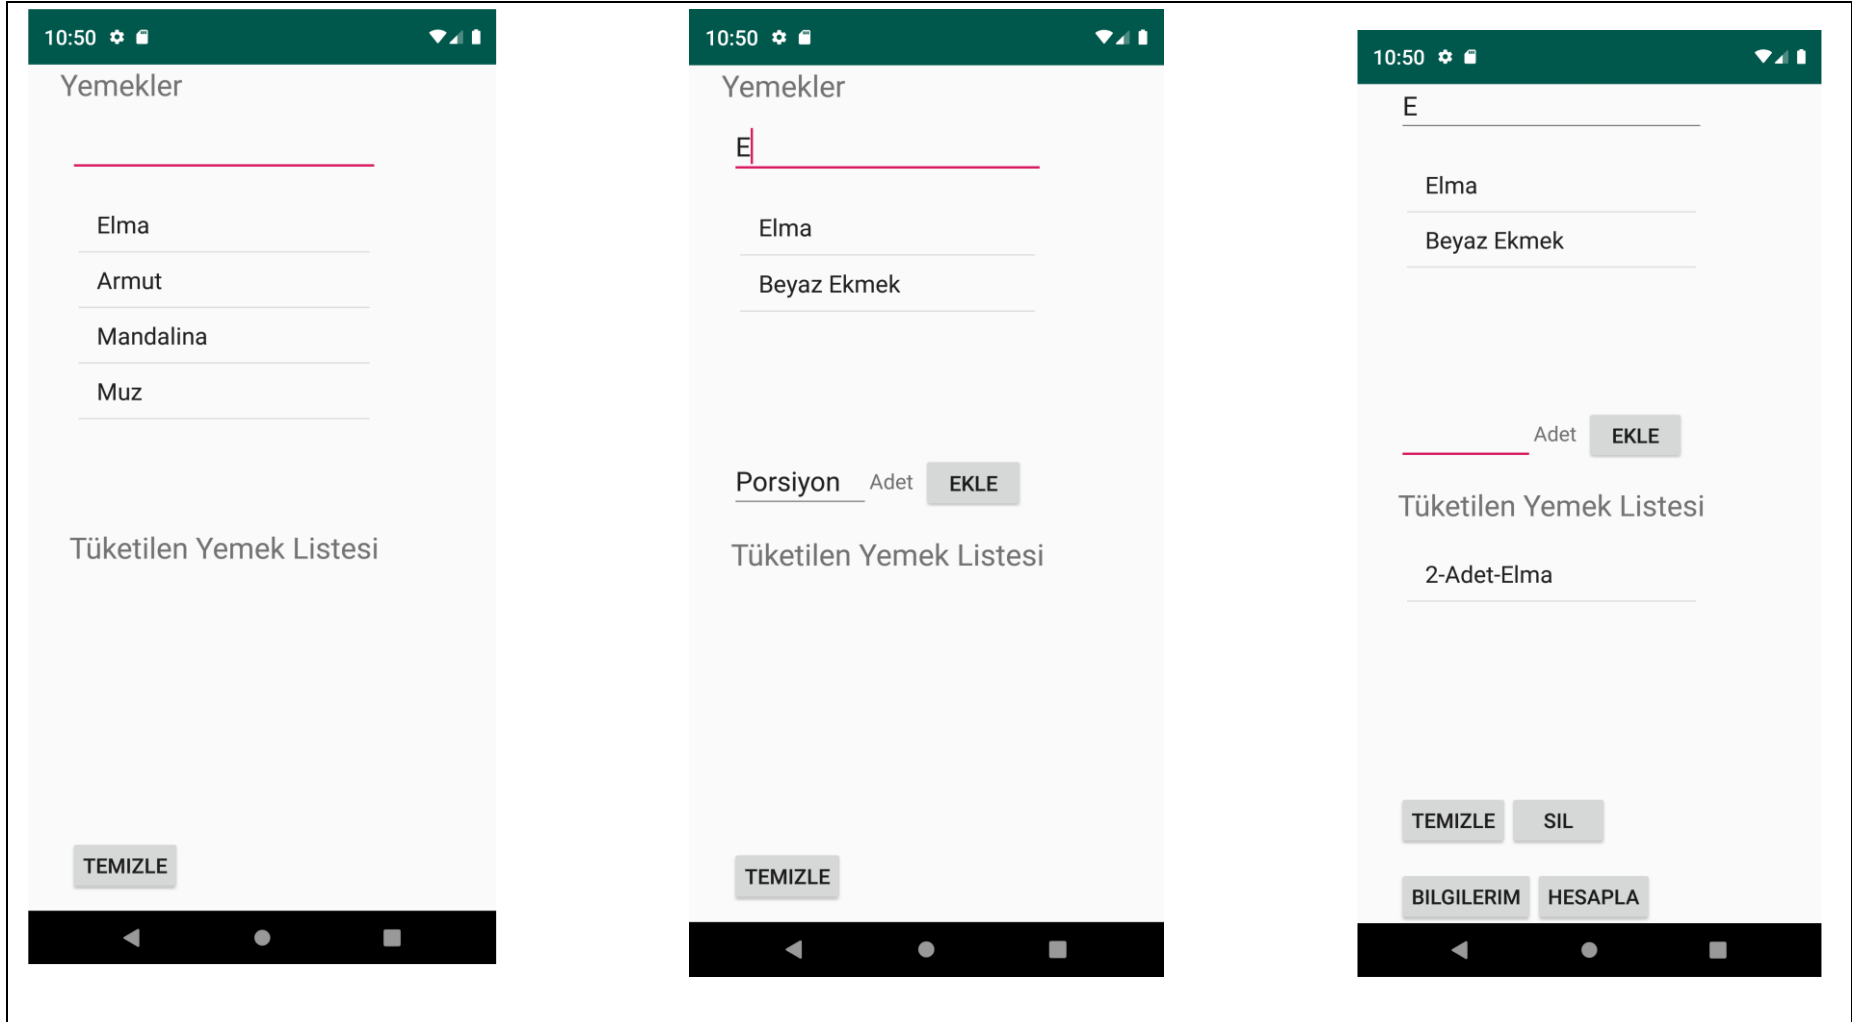 10:50
Yemekler
Elma
Armut
Mandalina
Muz
Tüketilen Yemek Listesi
TEMIZLE
10:50
Yemekler
E
Elma
Beyaz Ekmek
Porsiyon Adet EKLE
Tüketilen Yemek Listesi
TEMIZLE
10:50
E
Elma
Beyaz Ekmek
Adet EKLE
Tüketilen Yemek Listesi
2-Adet-Elma
TEMIZLE SIL
BILGILERIM HESAPLA